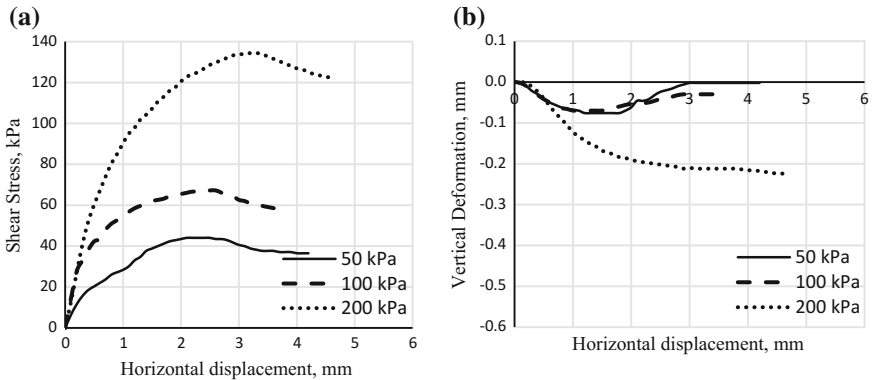 (a)
Shear Stress, kPa
140
120
100
80
60
40
20
0
50 kPa
100 kPa
200 kPa
0 1 2 3 4 5 6
Horizontal displacement, mm
(b)
Vertical Deformation, mm
0.1
0.0
-0.1
-0.2
-0.3
-0.4
-0.5
-0.6
0 1 2 3 4 5 6
50 kPa
100 kPa
200 kPa
Horizontal displacement, mm